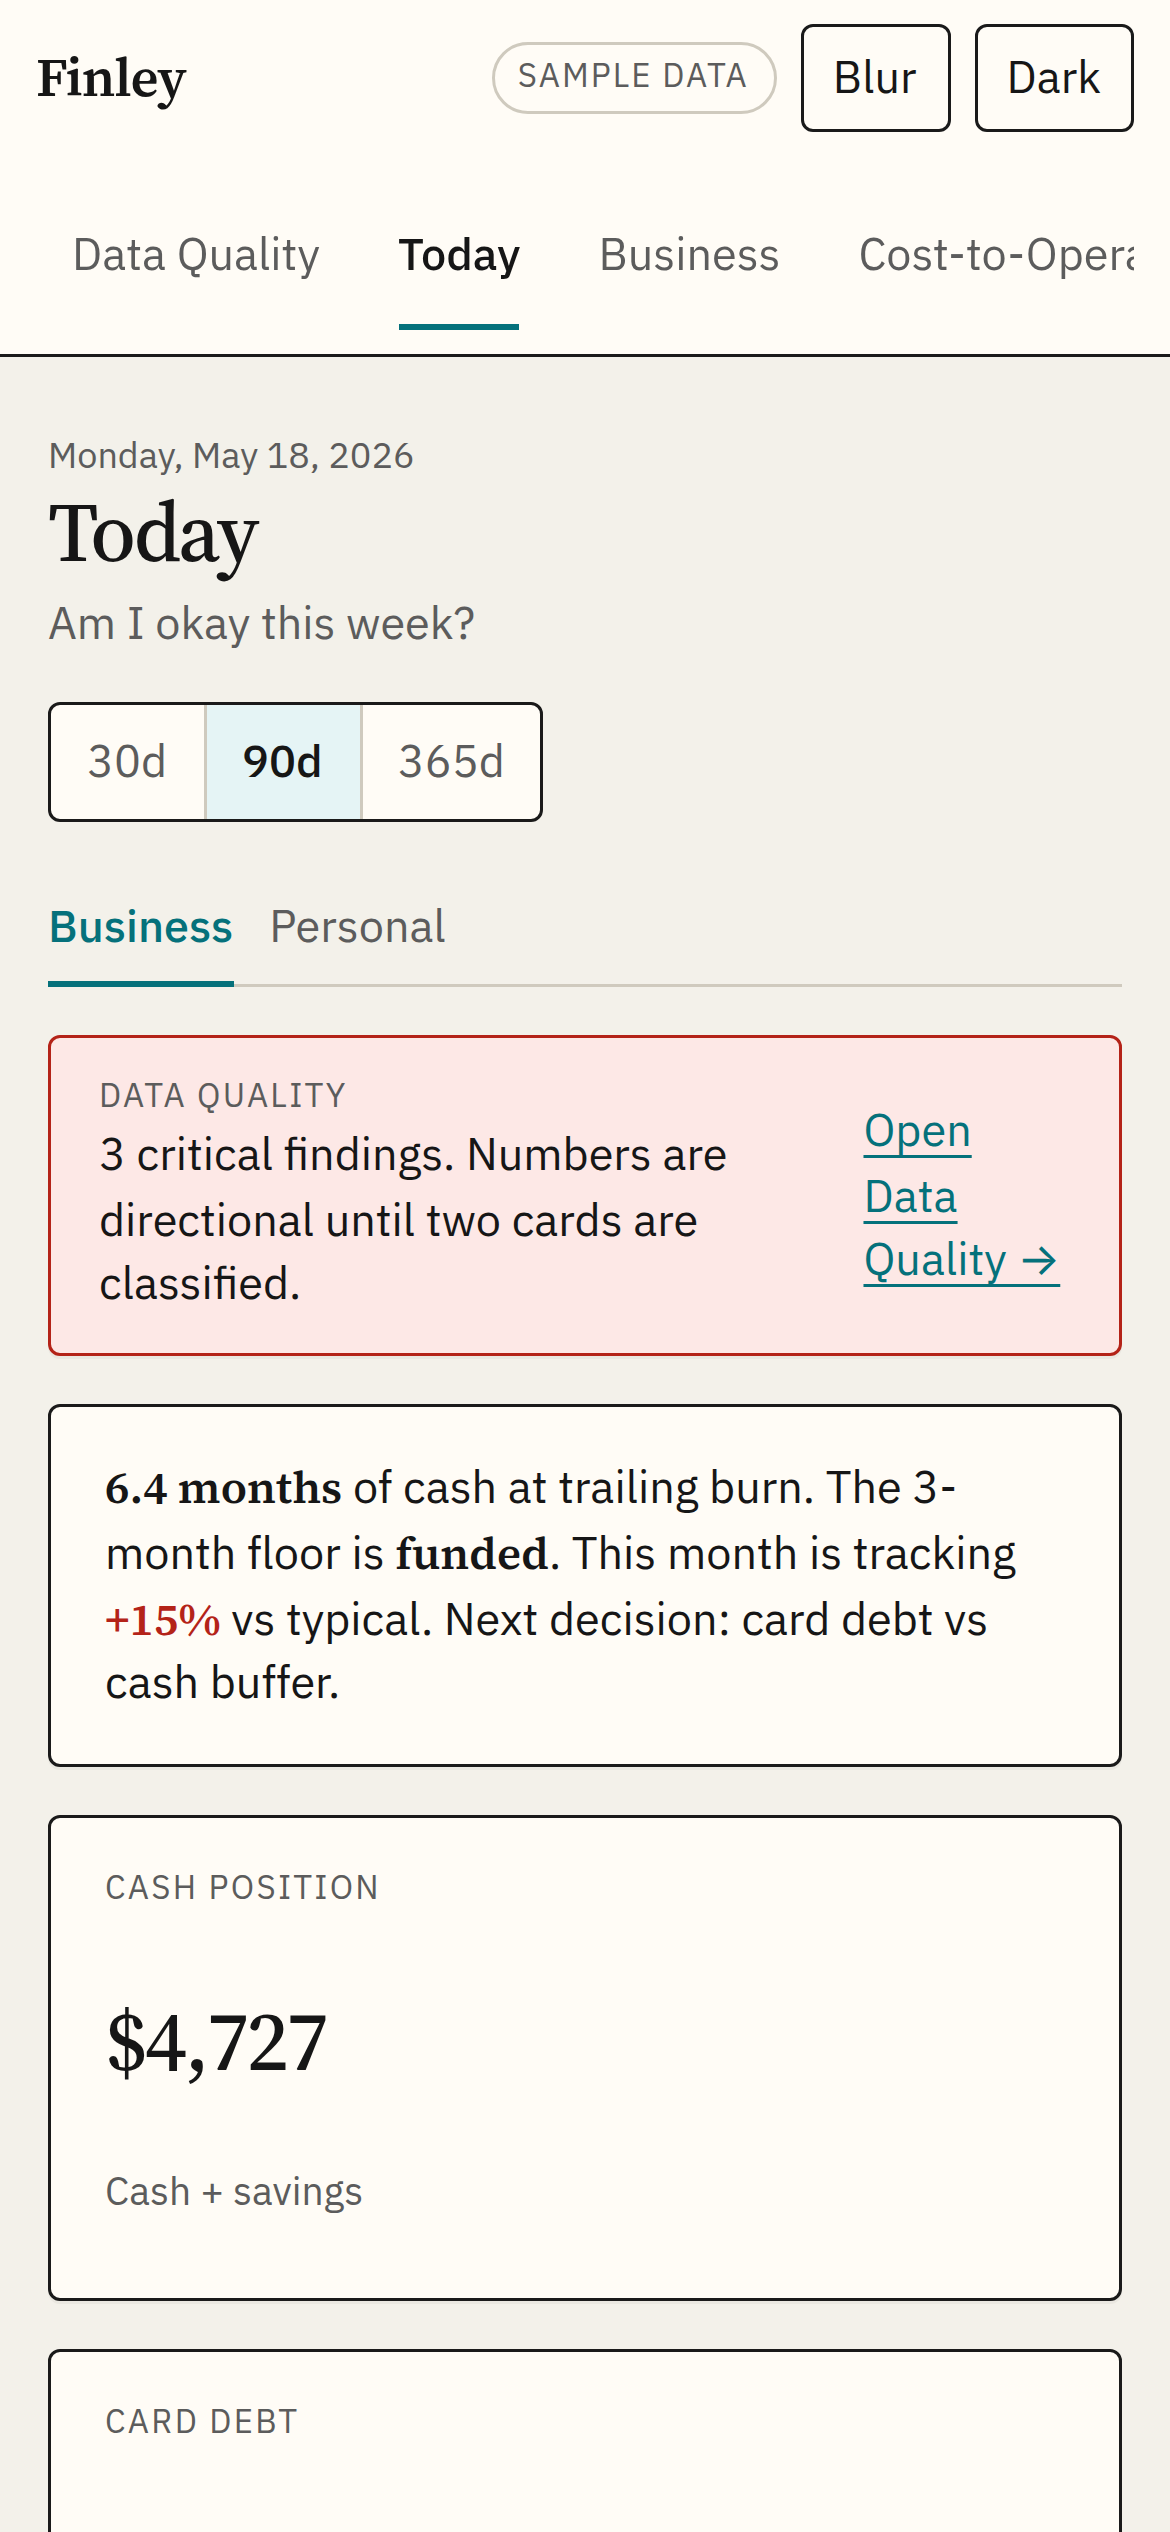 Finley
SAMPLE DATA
Blur
Dark
Data Quality
Today
Business
Cost-to-Opera
Monday, May 18, 2026
Today
Am I okay this week?
30d
90d
365d
Business
Personal
DATA QUALITY
3 critical findings. Numbers are
directional until two cards are
classified.
Open
Data
Quality →
6.4 months of cash at trailing burn. The 3-
month floor is funded. This month is tracking
+15% vs typical. Next decision: card debt vs
cash buffer.
CASH POSITION
$4,727
Cash + savings
CARD DEBT